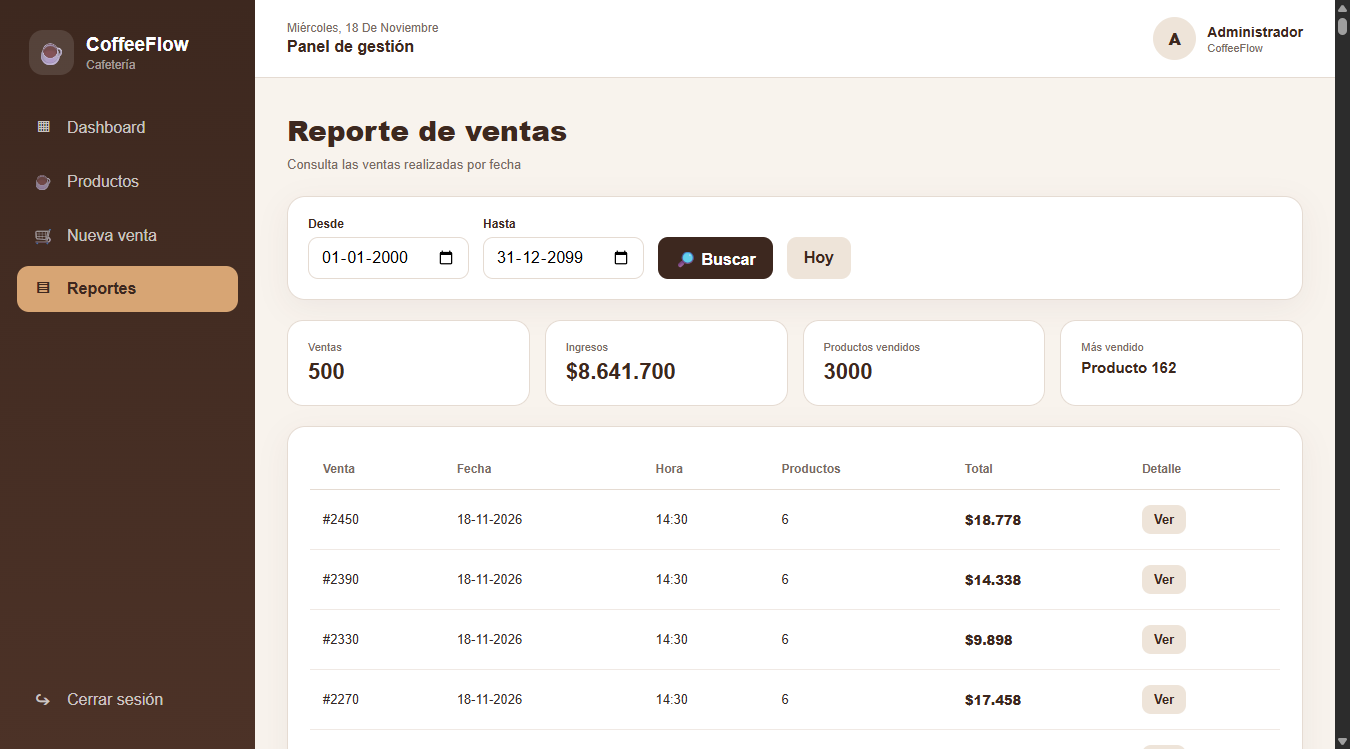 CoffeeFlow
Cafetería
Dashboard
Productos
Nueva venta
Reportes
Cerrar sesión
Miércoles, 18 De Noviembre
Panel de gestión
A
Administrador
CoffeeFlow
Reporte de ventas
Consulta las ventas realizadas por fecha
Desde
Hasta
01-01-2000
31-12-2099
Buscar
Hoy
Ventas
500
Ingresos
$8.641.700
Productos vendidos
3000
Más vendido
Producto 162
Venta Fecha Hora Productos Total Detalle
#2450 18-11-2026 14:30 6 $18.778 Ver
#2390 18-11-2026 14:30 6 $14.338 Ver
#2330 18-11-2026 14:30 6 $9.898 Ver
#2270 18-11-2026 14:30 6 $17.458 Ver